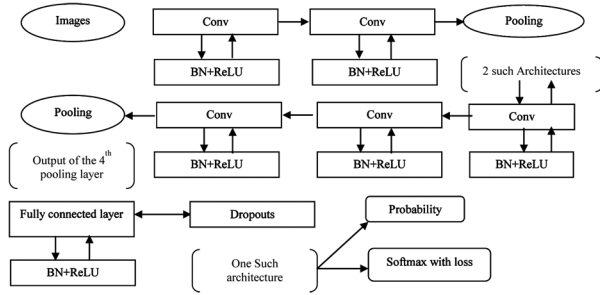 Images
Conv
Conv
Pooling
BN+ReLU
BN+ReLU
2 such Architectures
Pooling
Conv
Conv
Conv
Output of the 4th
pooling layer
BN+ReLU
BN+ReLU
BN+ReLU
Fully connected layer
Dropouts
Probability
BN+ReLU
One Such
architecture
Softmax with loss